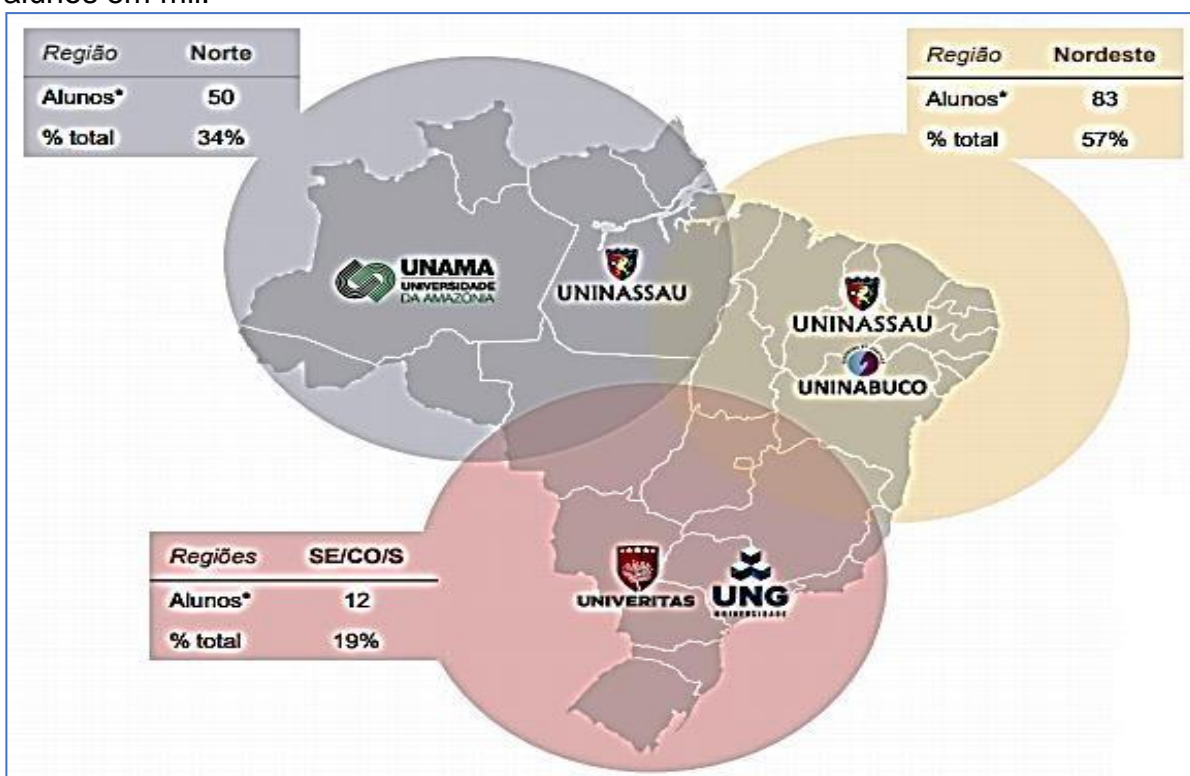 alunos em mil.
Região Norte
Alunos* 50
% total 34%
Região Nordeste
Alunos* 83
% total 57%
UNAMA
UNIVERSIDADE
DA AMAZÔNIA
UNINASSAU
UNINASSAU
UNINABUCO
Regiões SE/CO/S
Alunos* 12
% total 19%
UNIVERITAS
UNG
UNIVERSIDADE